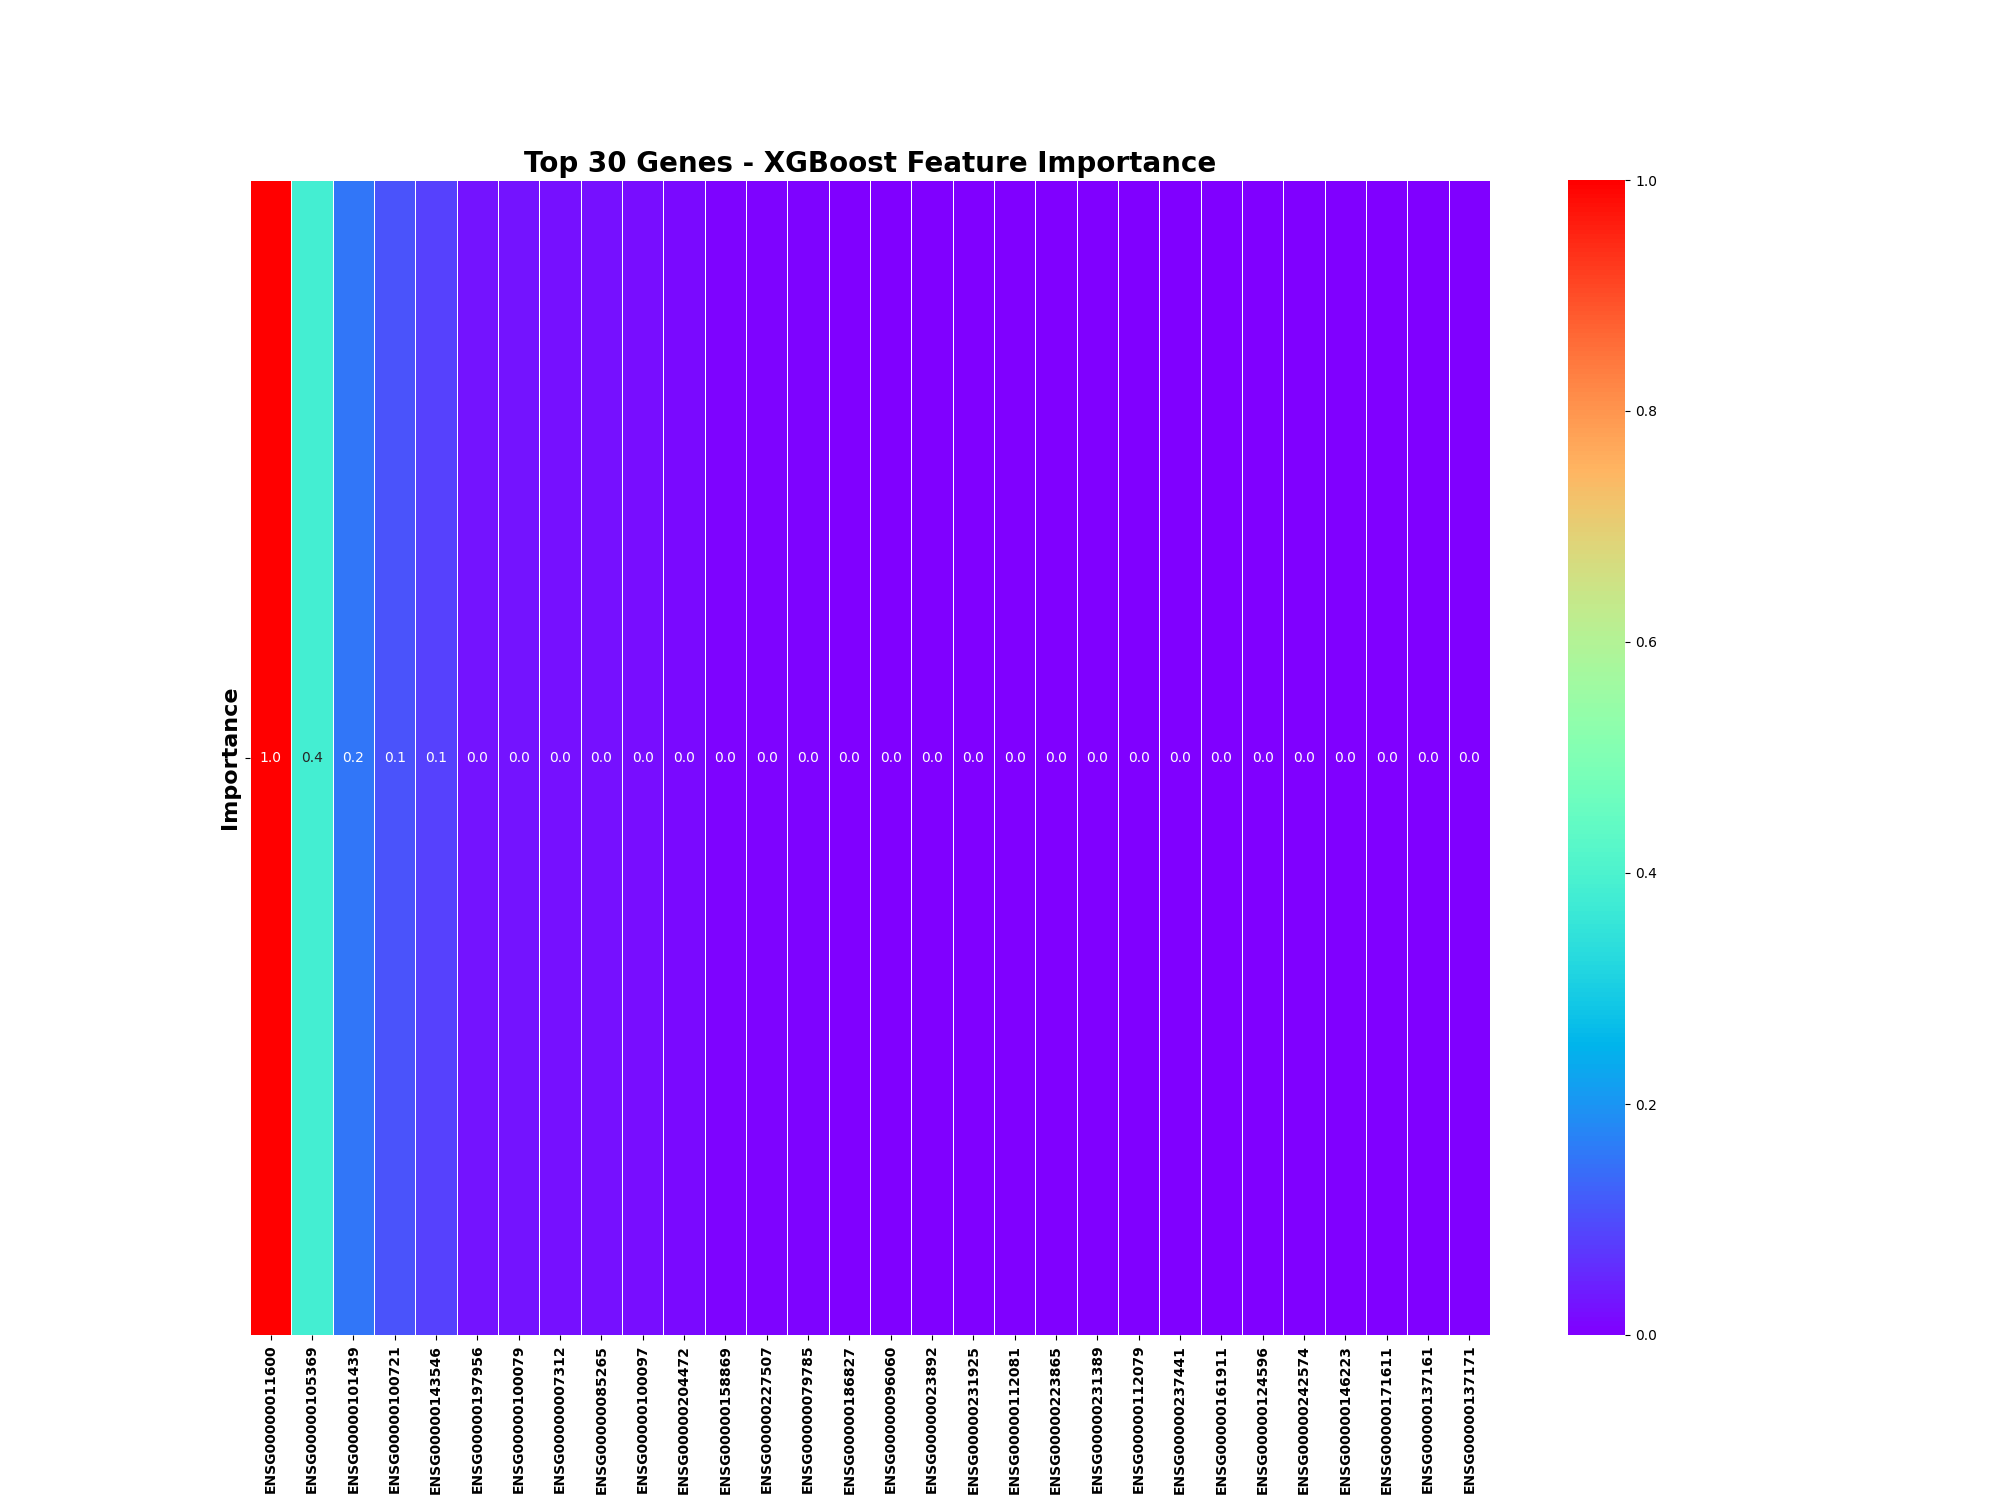 Top 30 Genes - XGBoost Feature Importance
Importance
1.0 0.4 0.2 0.1 0.1 0.0 0.0 0.0 0.0 0.0 0.0 0.0 0.0 0.0 0.0 0.0 0.0 0.0 0.0 0.0 0.0 0.0 0.0 0.0 0.0 0.0 0.0 0.0 0.0 0.0
ENSG00000011600
ENSG00000105369
ENSG00000101439
ENSG00000100721
ENSG00000143546
ENSG00000197956
ENSG00000100079
ENSG00000007312
ENSG00000085265
ENSG00000100097
ENSG00000204472
ENSG00000158869
ENSG00000227507
ENSG00000079785
ENSG00000186827
ENSG00000096060
ENSG00000023892
ENSG00000231925
ENSG00000112081
ENSG00000223865
ENSG00000231389
ENSG00000112079
ENSG00000237441
ENSG00000161911
ENSG00000124596
ENSG00000242574
ENSG00000146223
ENSG00000171611
ENSG00000137161
ENSG00000137171
1.0
0.8
0.6
0.4
0.2
0.0